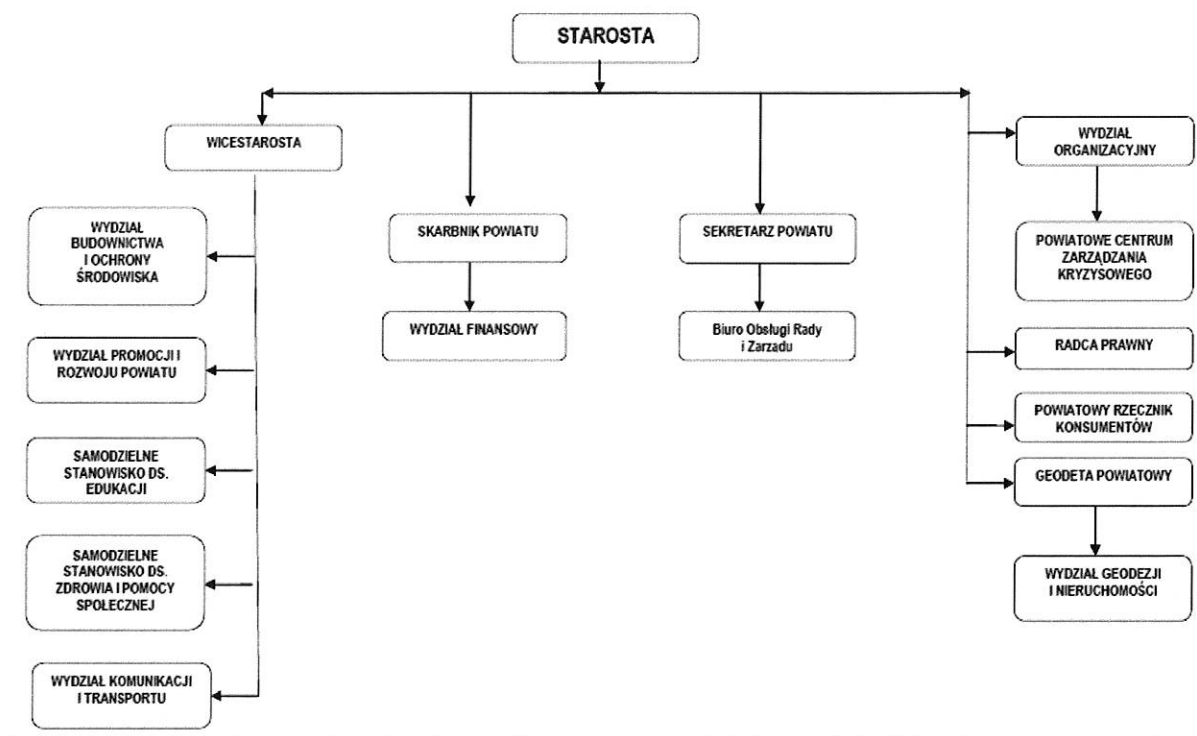 STAROSTA
WICESTAROSTA
WYDZIAŁ
BUDOWNICTWA
I OCHRONY
ŚRODOWISKA
WYDZIAŁ PROMOCJI I
ROZWOJU POWIATU
SAMODZIELNE
STANOWISKO DS.
EDUKACJI
SAMODZIELNE
STANOWISKO DS.
ZDROWIA I POMOCY
SPOŁECZNEJ
WYDZIAŁ KOMUNIKACJI
I TRANSPORTU
SKARBNIK POWIATU
WYDZIAŁ FINANSOWY
SEKRETARZ POWIATU
Biuro Obsługi Rady
i Zarządu
WYDZIAŁ
ORGANIZACYJNY
POWIATOWE CENTRUM
ZARZĄDZANIA
KRYZYSOWEGO
RADCA PRAWNY
POWIATOWY RZECZNIK
KONSUMENTÓW
GEODETA POWIATOWY
WYDZIAŁ GEODEZJI
I NIERUCHOMOŚCI